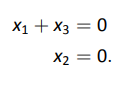 x₁ + x₃ = 0
x₂ = 0.